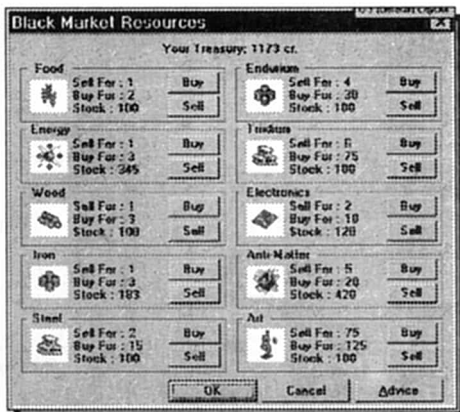 Black Market Resources
Your Treasury: 1173 cr.
Food
Sell For : 1
Buy For : 2
Stock : 100
Buy
Sell
Endurium
Sell For : 4
Buy For : 30
Stock : 100
Buy
Sell
Energy
Sell For : 1
Buy For : 3
Stock : 345
Buy
Sell
Tridium
Sell For : 6
Buy For : 75
Stock : 100
Buy
Sell
Wood
Sell For : 1
Buy For : 3
Stock : 100
Buy
Sell
Electronics
Sell For : 2
Buy For : 10
Stock : 120
Buy
Sell
Iron
Sell For : 1
Buy For : 3
Stock : 183
Buy
Sell
Anti-Matter
Sell For : 5
Buy For : 20
Stock : 420
Buy
Sell
Steel
Sell For : 2
Buy For : 15
Stock : 100
Buy
Sell
Art
Sell For : 75
Buy For : 125
Stock : 100
Buy
Sell
OK
Cancel
Advice